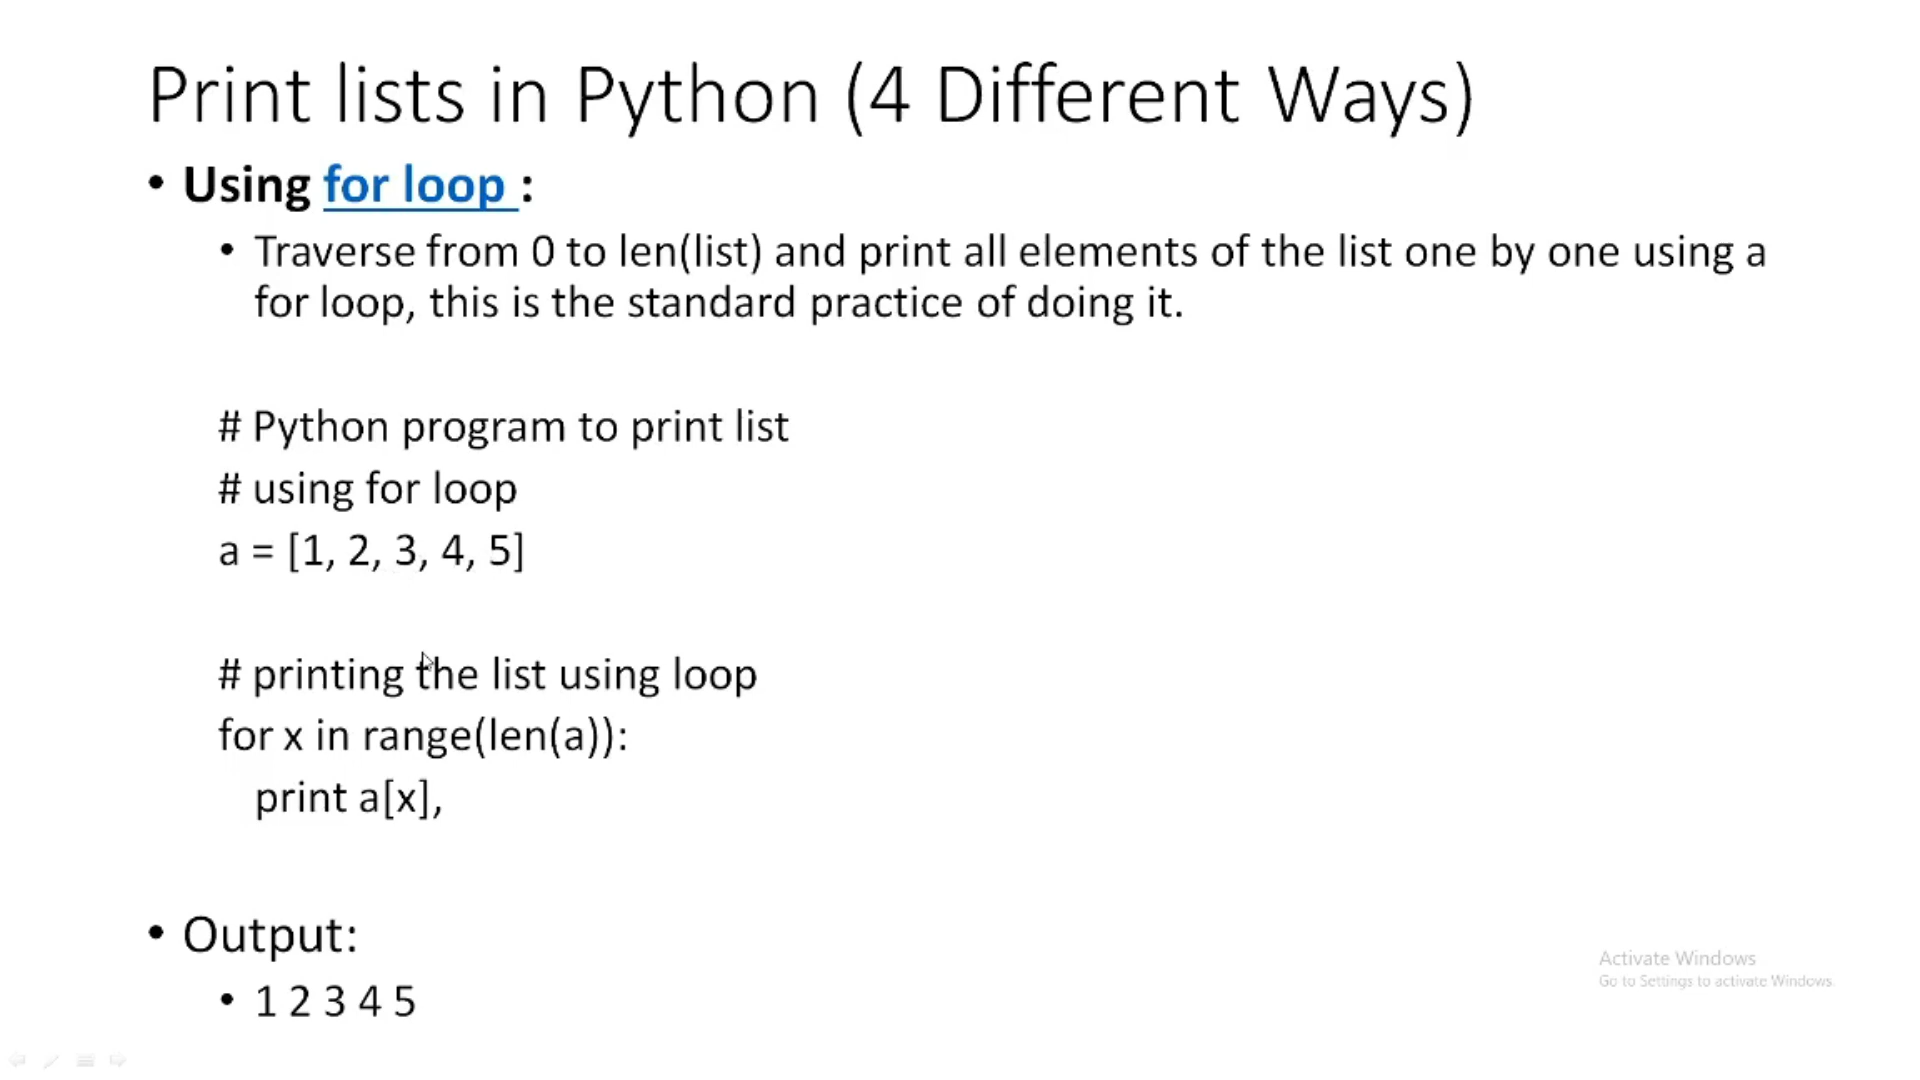 Print lists in Python (4 Different Ways)
• Using for loop :
• Traverse from 0 to len(list) and print all elements of the list one by one using a
for loop, this is the standard practice of doing it.
# Python program to print list
# using for loop
a = [1, 2, 3, 4, 5]
# printing the list using loop
for x in range(len(a)):
print a[x],
• Output:
• 1 2 3 4 5
Activate Windows
Go to Settings to activate Windows.